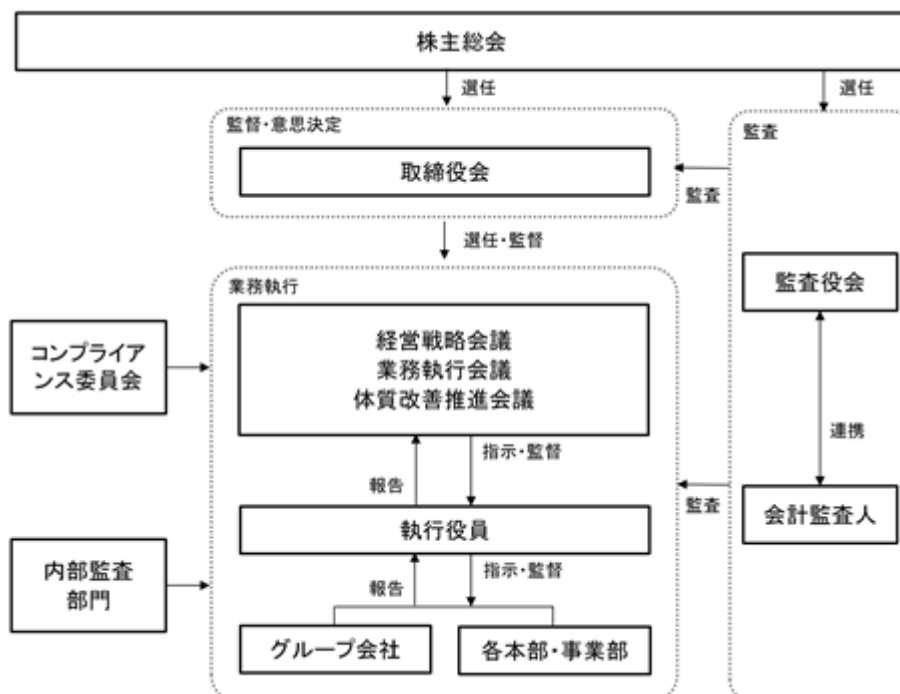 株主総会
選任
選任
監督・意思決定
監査
取締役会
監査
選任・監督
業務執行
監査役会
経営戦略会議
業務執行会議
体質改善推進会議
コンプライア
ンス委員会
連携
指示・監督
報告
監査
会計監査人
執行役員
内部監査
部門
指示・監督
報告
グループ会社
各本部・事業部